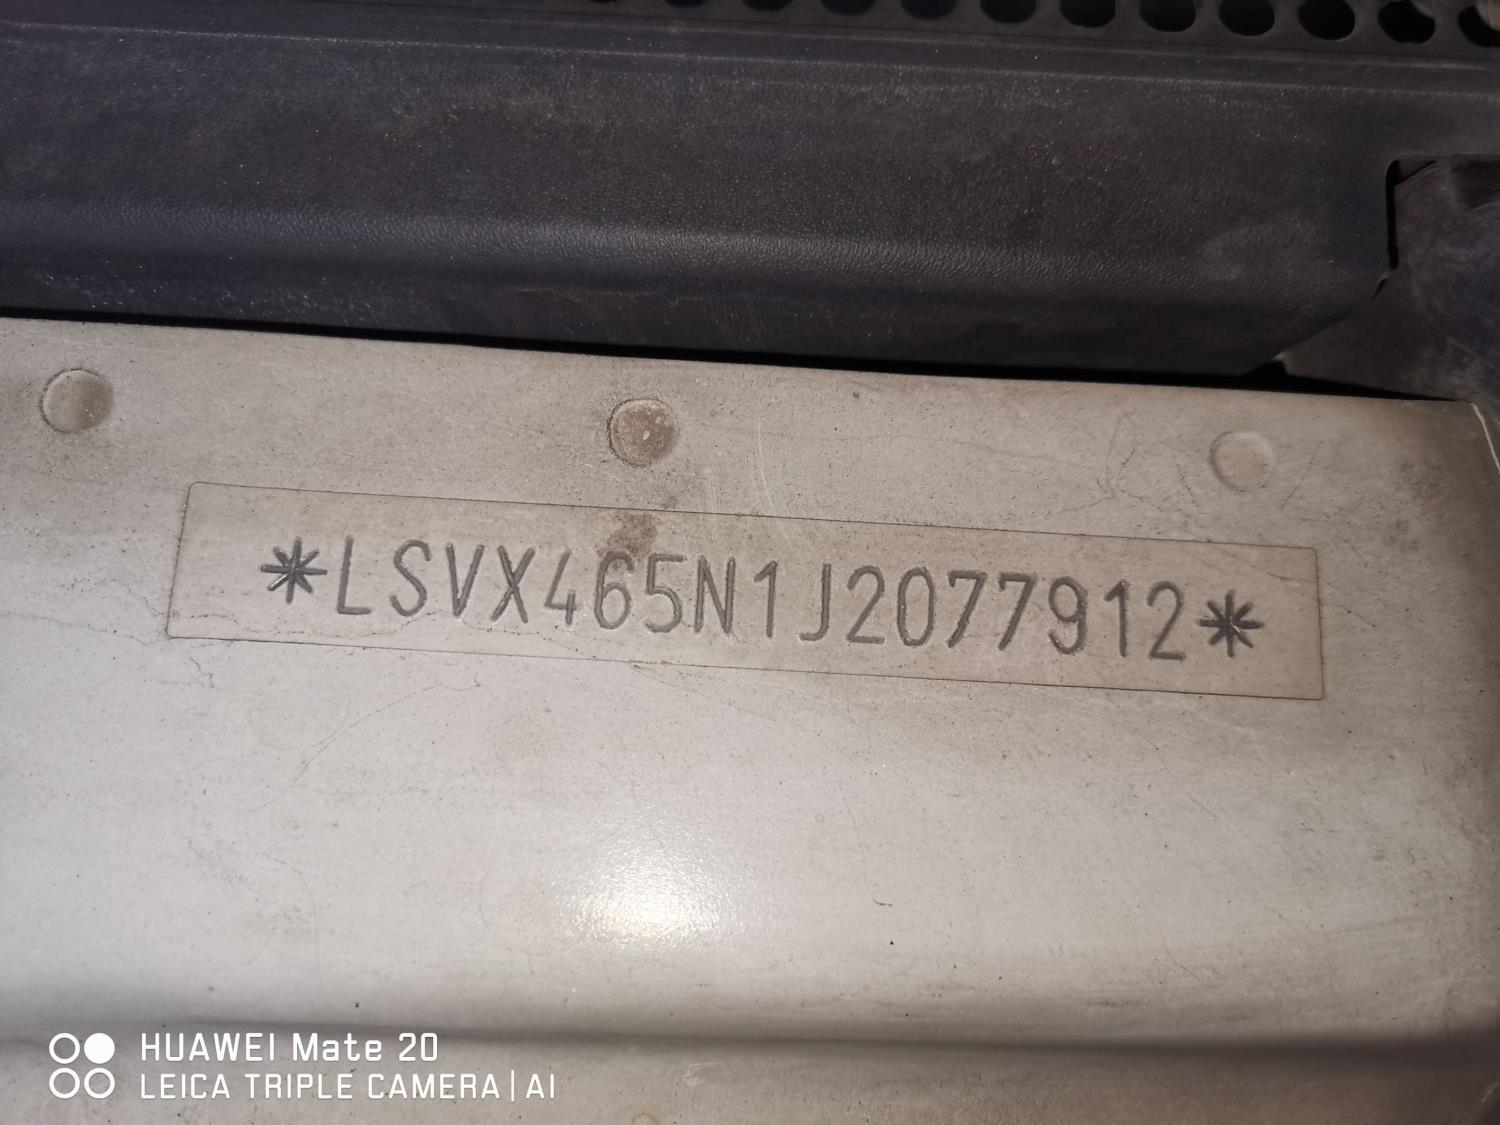 *LSVX465N1J2077912*
HUAWEI Mate 20
LEICA TRIPLE CAMERA | AI